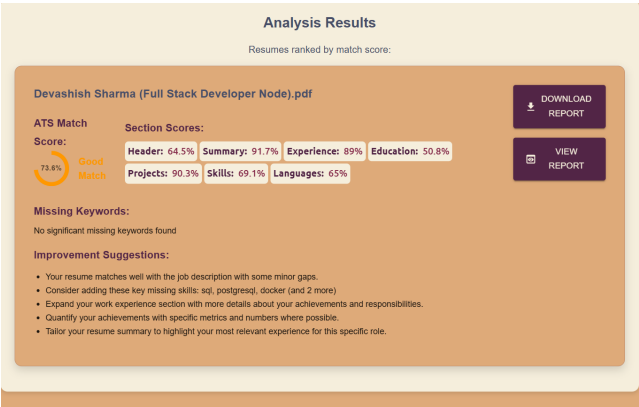 Analysis Results
Resumes ranked by match score:
Devashish Sharma (Full Stack Developer Node).pdf
DOWNLOAD
REPORT
VIEW
REPORT
ATS Match
Score:
73.6%
Good
Match
Section Scores:
Header: 64.5% Summary: 91.7% Experience: 89% Education: 50.8%
Projects: 90.3% Skills: 69.1% Languages: 65%
Missing Keywords:
No significant missing keywords found
Improvement Suggestions:
• Your resume matches well with the job description with some minor gaps.
• Consider adding these key missing skills: sql, postgresql, docker (and 2 more)
• Expand your work experience section with more details about your achievements and responsibilities.
• Quantify your achievements with specific metrics and numbers where possible.
• Tailor your resume summary to highlight your most relevant experience for this specific role.